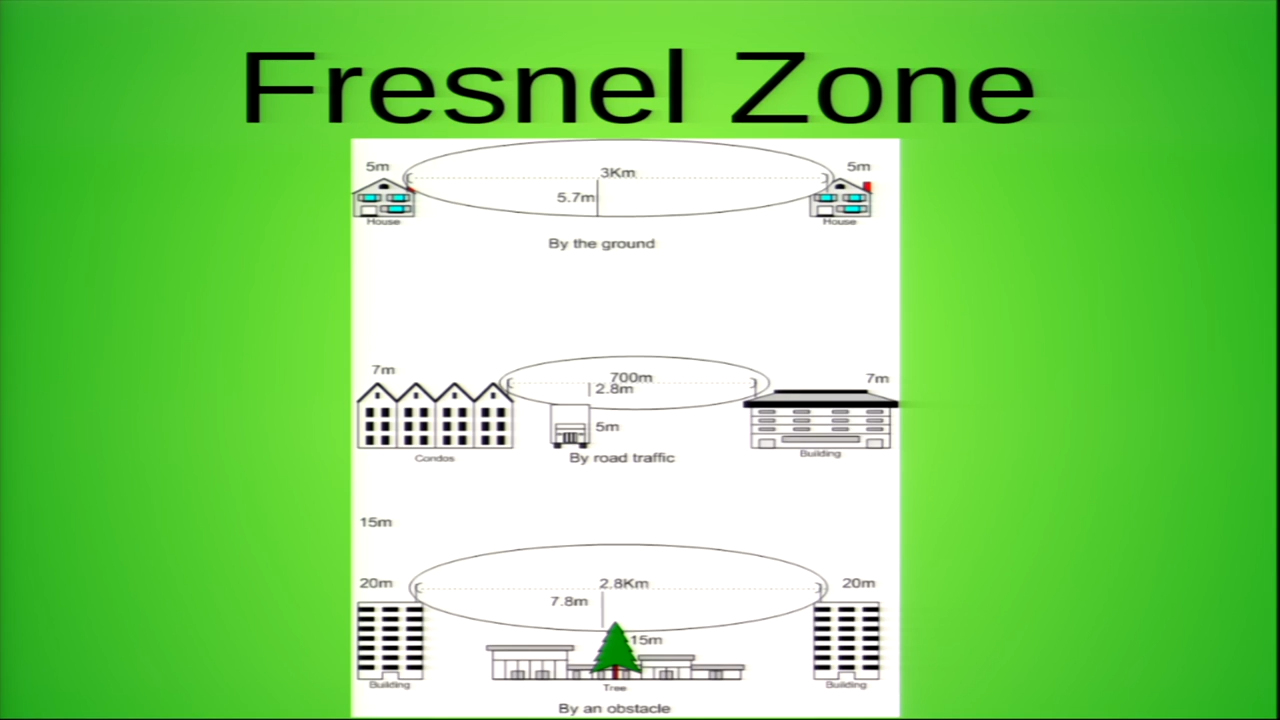 Fresnel Zone
5m 3Km 5m
5.7m
House House
By the ground
7m 700m 7m
2.8m
5m
Condos By road traffic Building
15m
20m 2.8Km 20m
7.8m
15m
Building Tree Building
By an obstacle